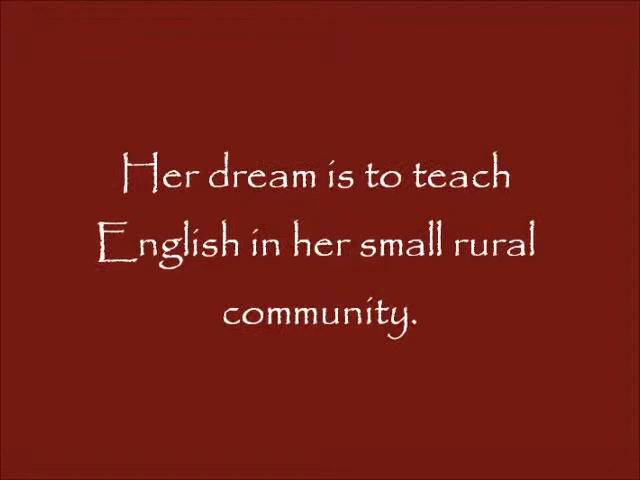 Her dream is to teach
English in her small rural
community.